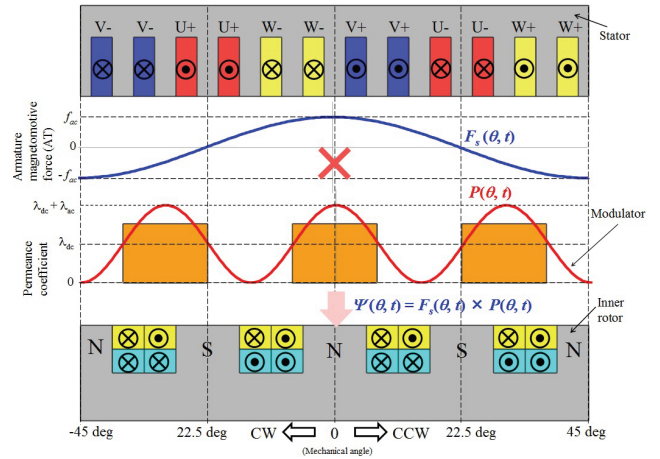 V- V- U+ U+ W- W- V+ V+ U- U- W+ W+
Stator
Armature
magnetomotive
force (AT)
f_ac
0
- f_ac
F_s(θ, t)
P(θ, t)
λ_dc + λ_ac
λ_dc
0
Permeance
coefficient
Modulator
Ψ(θ, t) = F_s(θ, t) × P(θ, t)
Inner
rotor
N S N S N
-45 deg 22.5 deg CW 0 CCW 22.5 deg 45 deg
(Mechanical angle)